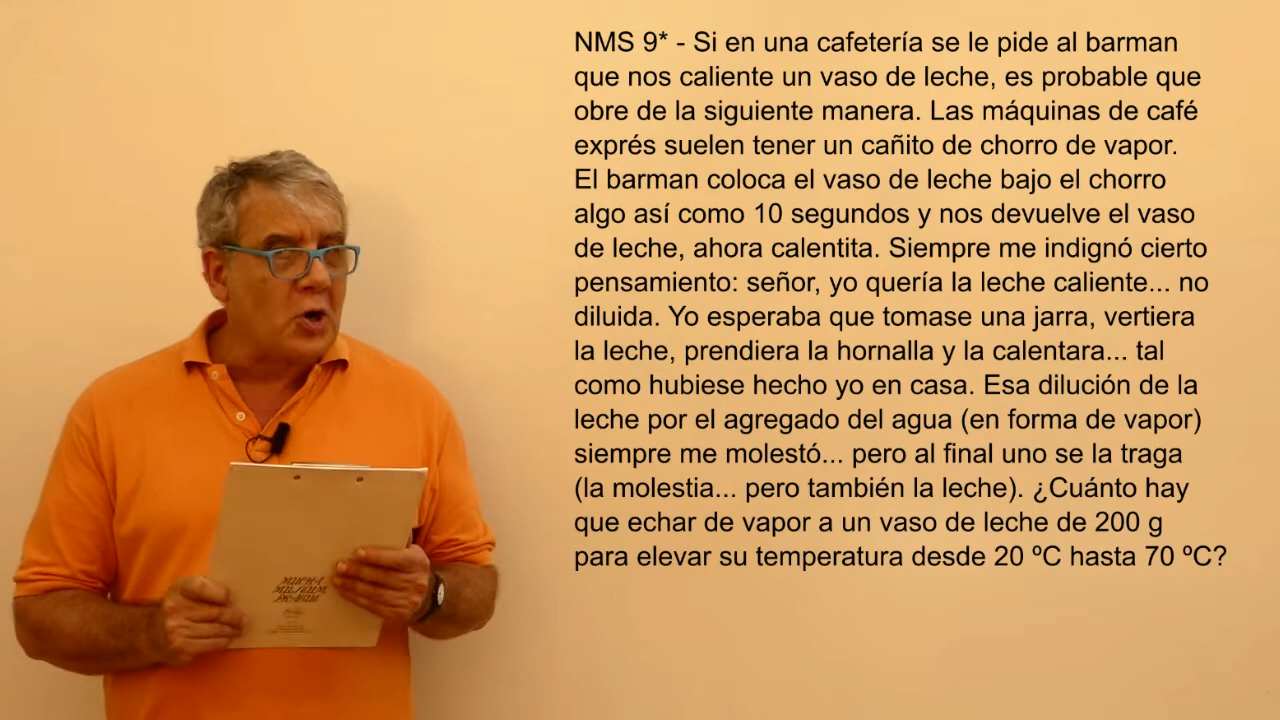 NMS 9* - Si en una cafetería se le pide al barman
que nos caliente un vaso de leche, es probable que
obre de la siguiente manera. Las máquinas de café
exprés suelen tener un cañito de chorro de vapor.
El barman coloca el vaso de leche bajo el chorro
algo así como 10 segundos y nos devuelve el vaso
de leche, ahora calentita. Siempre me indignó cierto
pensamiento: señor, yo quería la leche caliente... no
diluida. Yo esperaba que tomase una jarra, vertiera
la leche, prendiera la hornalla y la calentara... tal
como hubiese hecho yo en casa. Esa dilución de la
leche por el agregado del agua (en forma de vapor)
siempre me molestó... pero al final uno se la traga
(la molestia... pero también la leche). ¿Cuánto hay
que echar de vapor a un vaso de leche de 200 g
para elevar su temperatura desde 20 ºC hasta 70 ºC?